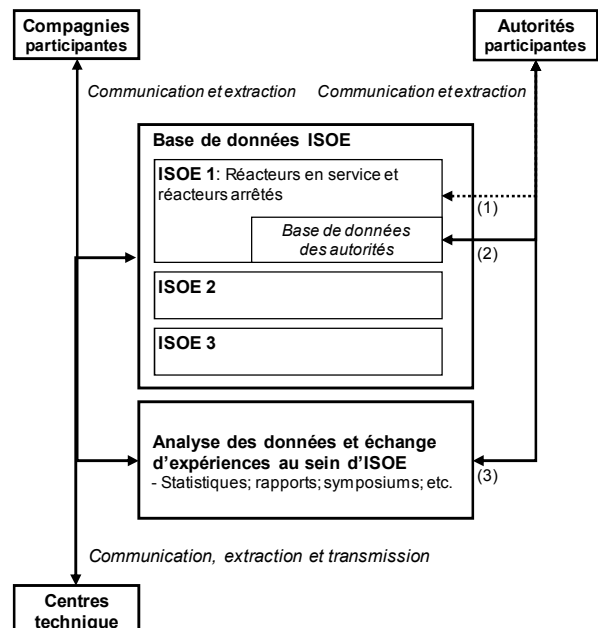 Compagnies
participantes
Autorités
participantes
Communication et extraction
Communication et extraction
Base de données ISOE
ISOE 1: Réacteurs en service et
réacteurs arrêtés
(1)
Base de données
des autorités
(2)
ISOE 2
ISOE 3
Analyse des données et échange
d'expériences au sein d'ISOE
- Statistiques; rapports; symposiums; etc.
(3)
Communication, extraction et transmission
Centres
technique